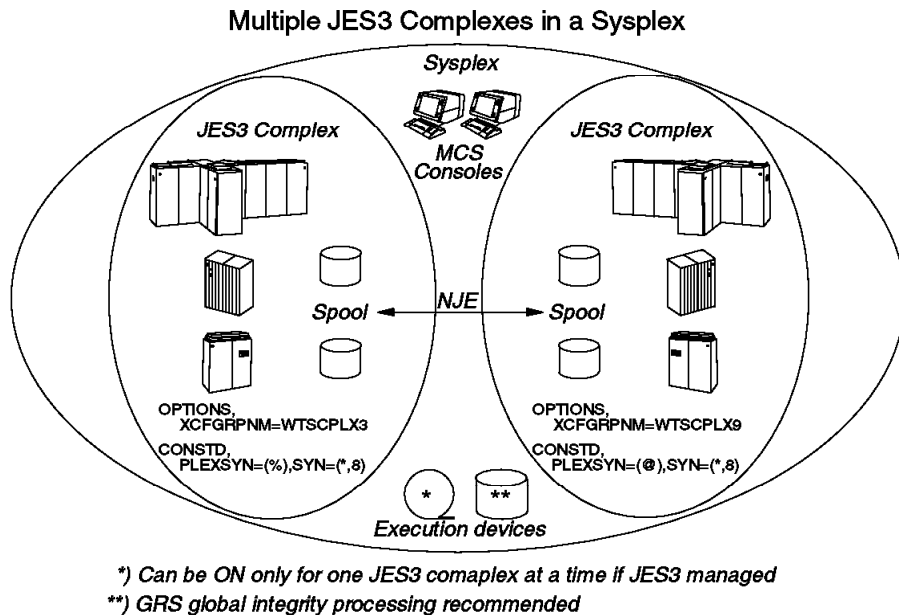 Multiple JES3 Complexes in a Sysplex
Sysplex
JES3 Complex
JES3 Complex
MCS
Consoles
NJE
Spool
Spool
OPTIONS,
XCFGRPNM=WTSCPLX3
CONSTD,
PLEXSYN=(%),SYN=(*,8)
OPTIONS,
XCFGRPNM=WTSCPLX9
CONSTD,
PLEXSYN=(@),SYN=(*,8)
*
**
Execution devices
*) Can be ON only for one JES3 comaplex at a time if JES3 managed
**) GRS global integrity processing recommended